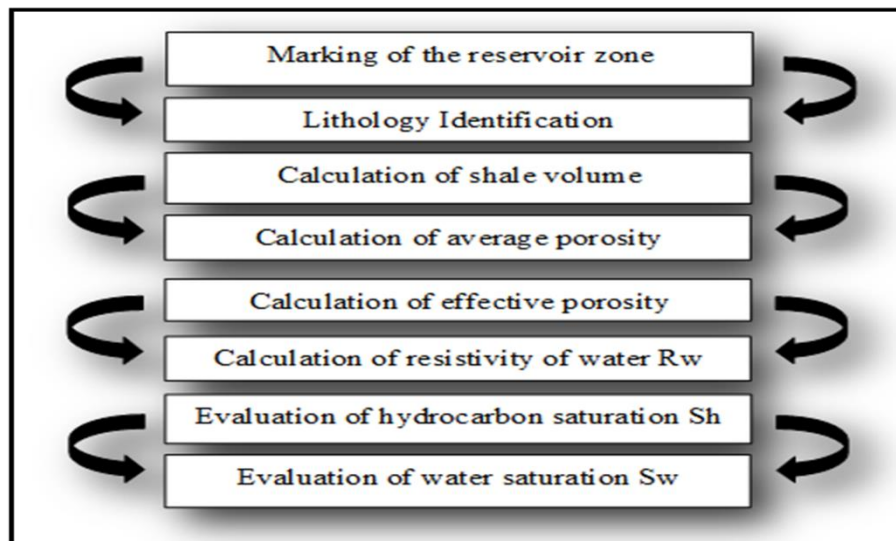 Marking of the reservoir zone
Lithology Identification
Calculation of shale volume
Calculation of average porosity
Calculation of effective porosity
Calculation of resistivity of water Rw
Evaluation of hydrocarbon saturation Sh
Evaluation of water saturation Sw